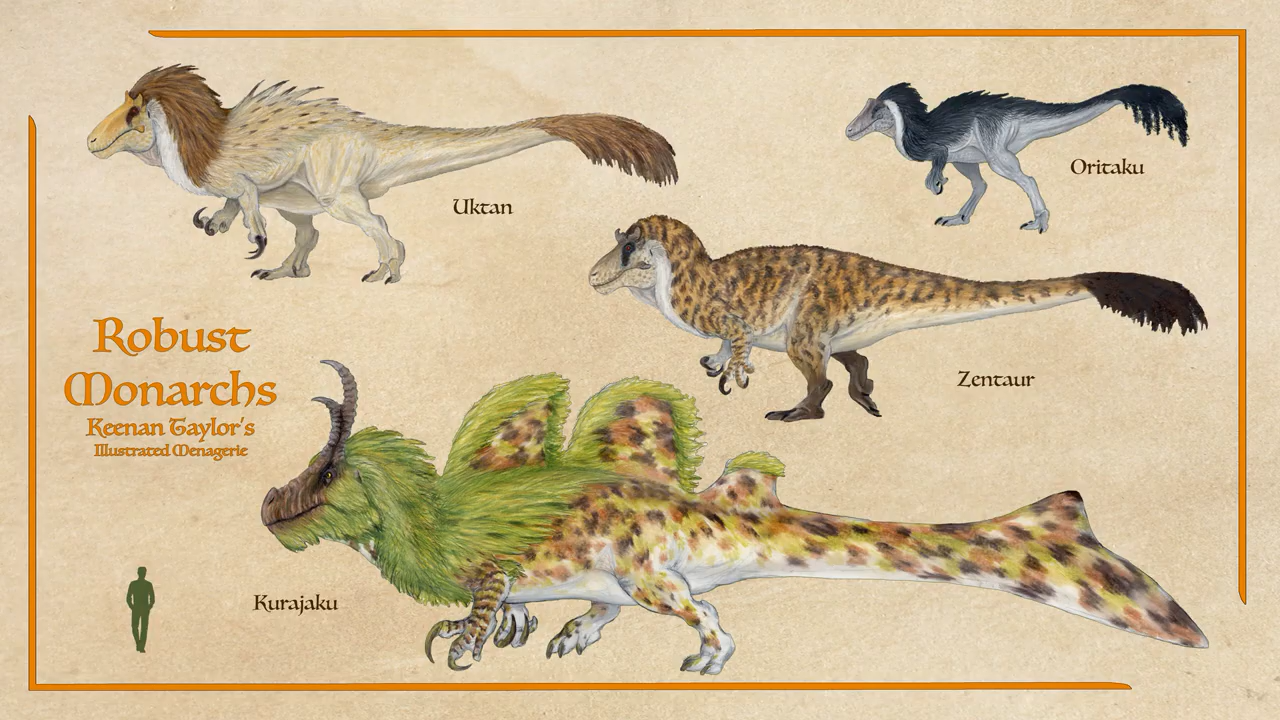 Uktan
Oritaku
Zentaur
Robust
Monarchs
Keenan Taylor's
Illustrated Menagerie
Kurajaku